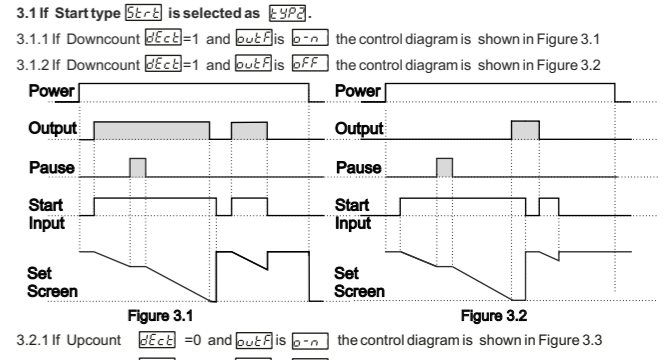 3.1 If Start type Strt is selected as tYP2.
3.1.1 If Downcount dEct=1 and outF is o-n the control diagram is shown in Figure 3.1
3.1.2 If Downcount dEct=1 and outF is oFF the control diagram is shown in Figure 3.2
Power Power
Output Output
Pause Pause
Start Input Start Input
Set Screen Set Screen
Figure 3.1 Figure 3.2
3.2.1 If Upcount dEct =0 and outF is o-n the control diagram is shown in Figure 3.3